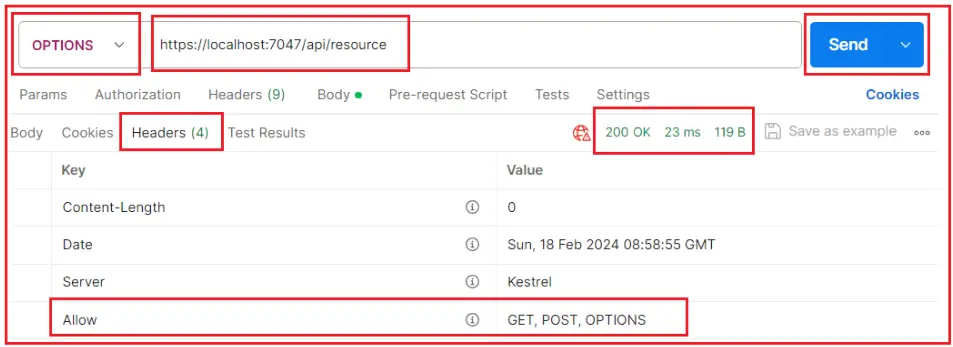 OPTIONS https://localhost:7047/api/resource Send
Params Authorization Headers (9) Body Pre-request Script Tests Settings Cookies
Body Cookies Headers (4) Test Results 200 OK 23 ms 119 B Save as example
Key Value
Content-Length 0
Date Sun, 18 Feb 2024 08:58:55 GMT
Server Kestrel
Allow GET, POST, OPTIONS